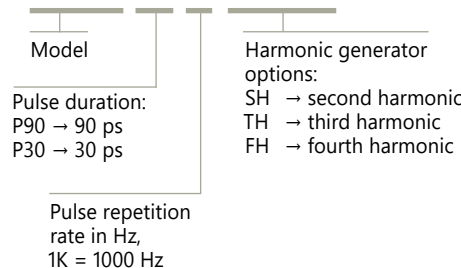 Model
Pulse duration:
P90 → 90 ps
P30 → 30 ps
Pulse repetition
rate in Hz,
1K = 1000 Hz
Harmonic generator
options:
SH → second harmonic
TH → third harmonic
FH → fourth harmonic